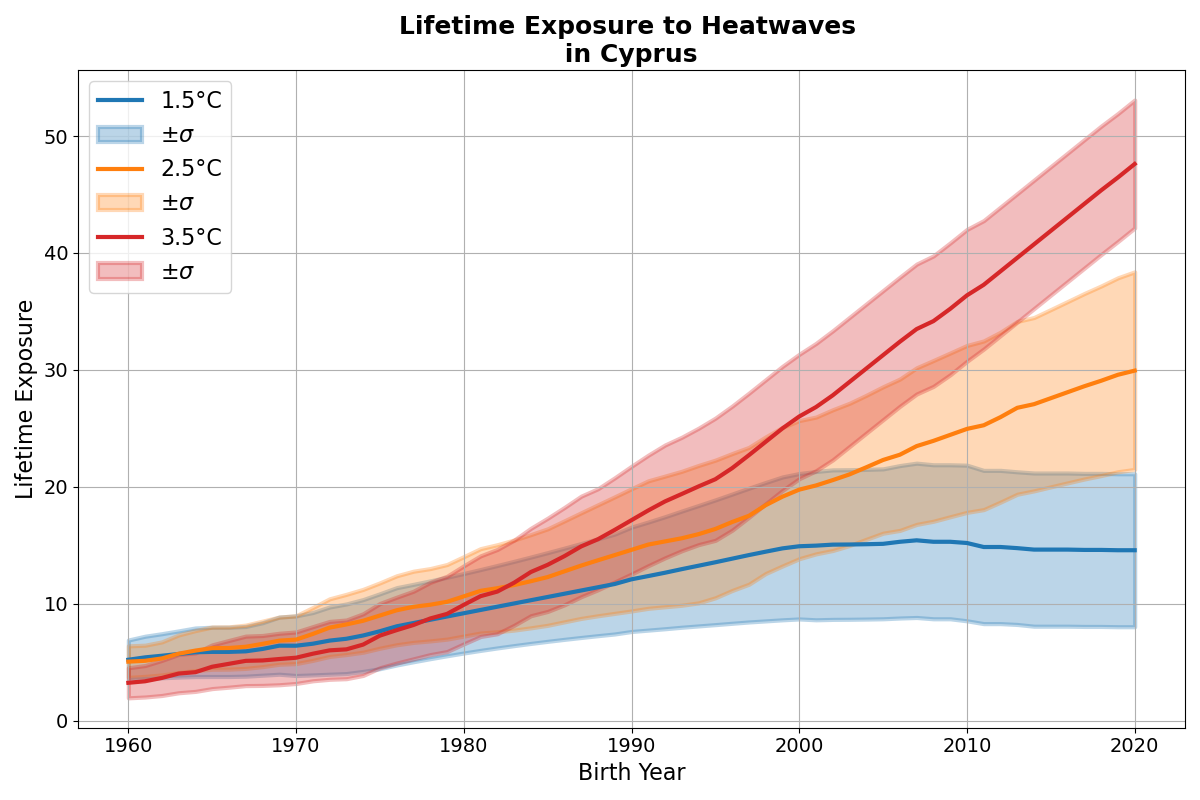 Lifetime Exposure to Heatwaves
in Cyprus
1.5°C
±σ
2.5°C
±σ
3.5°C
±σ
Lifetime Exposure
50
40
30
20
10
0
1960 1970 1980 1990 2000 2010 2020
Birth Year